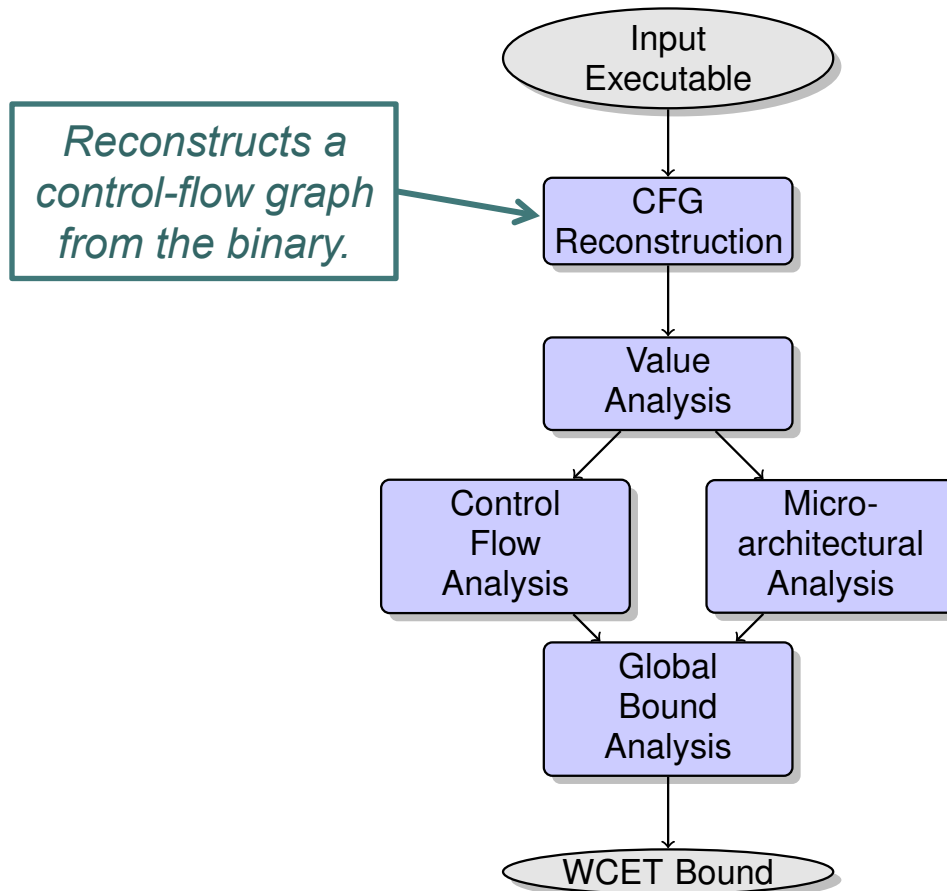 Input
Executable
Reconstructs a
control-flow graph
from the binary.
CFG
Reconstruction
Value
Analysis
Control
Flow
Analysis
Micro-
architectural
Analysis
Global
Bound
Analysis
WCET Bound